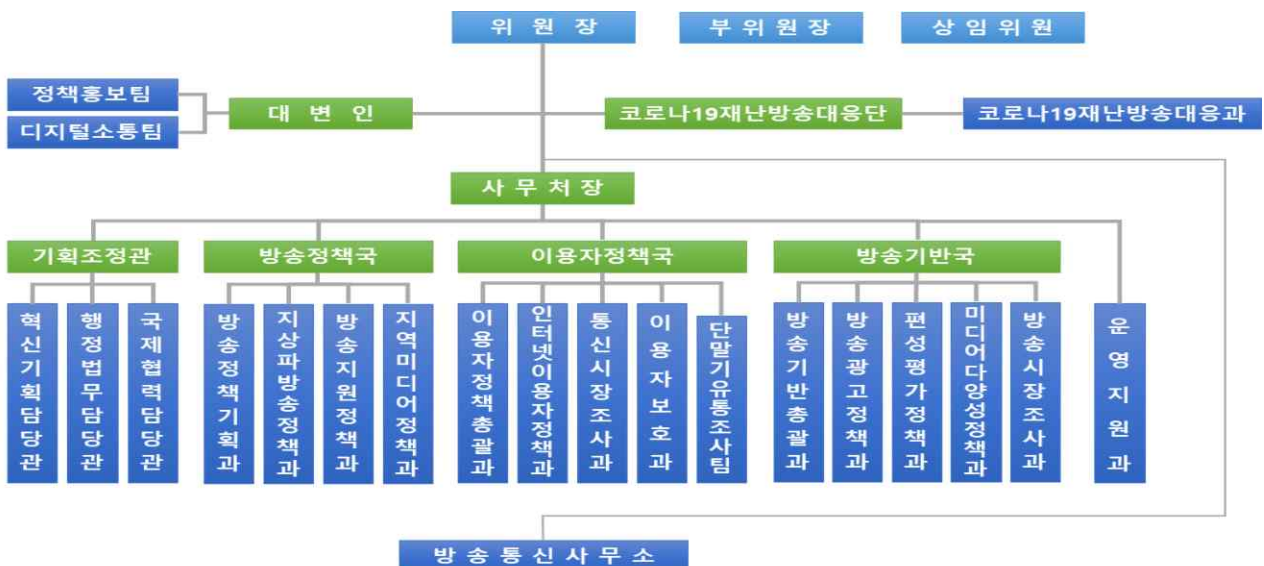 위 원 장
부 위 원 장
상 임 위 원
정책홍보팀
디지털소통팀
대 변 인
코로나19재난방송대응단
코로나19재난방송대응과
사 무 처 장
기획조정관
방송정책국
이용자정책국
방송기반국
혁신기획담당관
행정법무담당관
국제협력담당관
방송정책기획과
지상파방송정책과
방송지원정책과
지역미디어정책과
이용자정책총괄과
인터넷이용자정책과
통신시장조사과
이용자보호과
단말기유통조사팀
방송기반총괄과
방송광고정책과
편성평가정책과
미디어다양성정책과
방송시장조사과
운영지원과
방 송 통 신 사 무 소